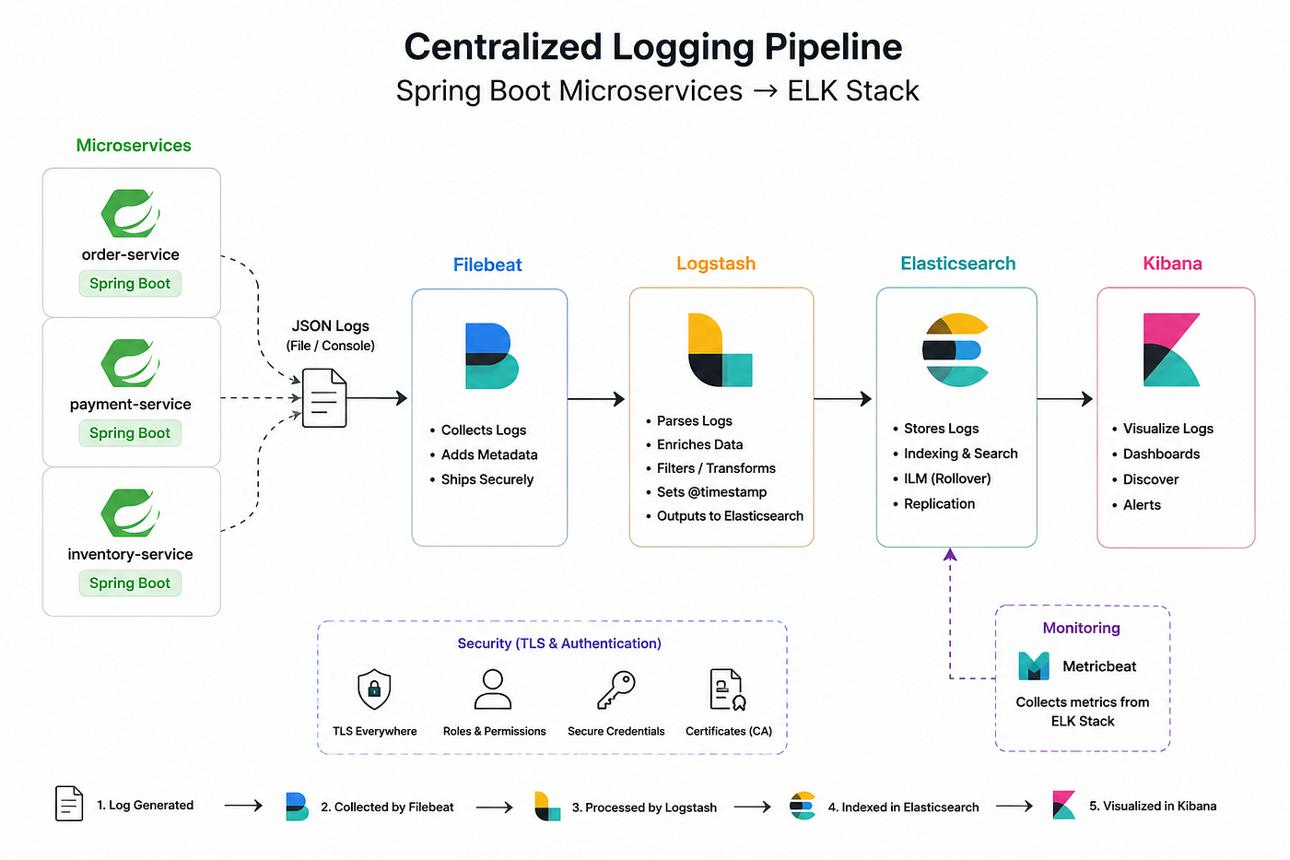 Centralized Logging Pipeline
Spring Boot Microservices → ELK Stack
Microservices
order-service
Spring Boot
payment-service
Spring Boot
inventory-service
Spring Boot
JSON Logs
(File / Console)
Filebeat
• Collects Logs
• Adds Metadata
• Ships Securely
Logstash
• Parses Logs
• Enriches Data
• Filters / Transforms
• Sets @timestamp
• Outputs to Elasticsearch
Elasticsearch
• Stores Logs
• Indexing & Search
• ILM (Rollover)
• Replication
Kibana
• Visualize Logs
• Dashboards
• Discover
• Alerts
Security (TLS & Authentication)
TLS Everywhere
Roles & Permissions
Secure Credentials
Certificates (CA)
Monitoring
Metricbeat
Collects metrics from
ELK Stack
1. Log Generated
2. Collected by Filebeat
3. Processed by Logstash
4. Indexed in Elasticsearch
5. Visualized in Kibana